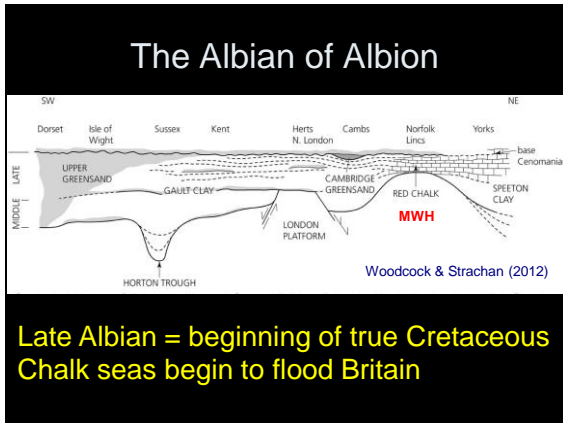 The Albian of Albion
SW
NE
Dorset
Isle of
Wight
Sussex
Kent
Herts
N. London
Cambs
Norfolk
Lincs
Yorks
base
Cenomania
LATE
MIDDLE
UPPER
GREENSAND
GAULT CLAY
CAMBRIDGE
GREENSAND
RED CHALK
SPEETON
CLAY
MWH
LONDON
PLATFORM
HORTON TROUGH
Woodcock & Strachan (2012)
Late Albian = beginning of true Cretaceous
Chalk seas begin to flood Britain